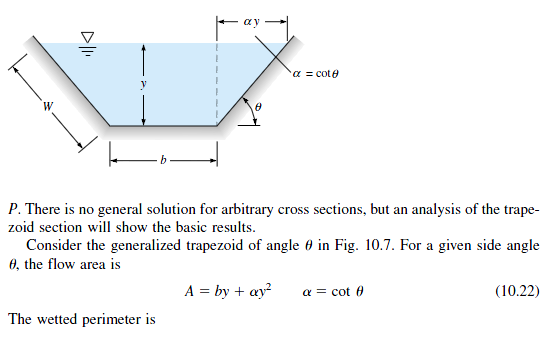 αy
α = cotθ
y
θ
W
b
P. There is no general solution for arbitrary cross sections, but an analysis of the trape-
zoid section will show the basic results.
Consider the generalized trapezoid of angle θ in Fig. 10.7. For a given side angle
θ, the flow area is
A = by + αy² α = cot θ (10.22)
The wetted perimeter is